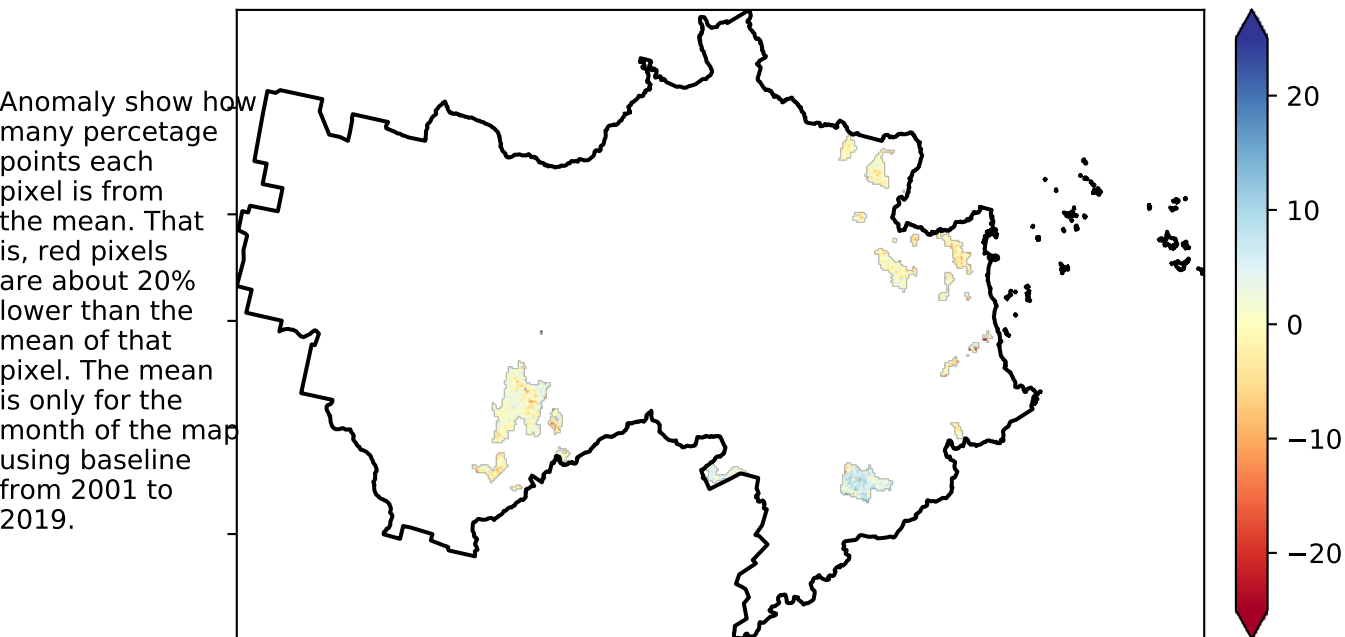 Anomaly show how
many percetage
points each
pixel is from
the mean. That
is, red pixels
are about 20%
lower than the
mean of that
pixel. The mean
is only for the
month of the map
using baseline
from 2001 to
2019.
20
10
0
−10
−20